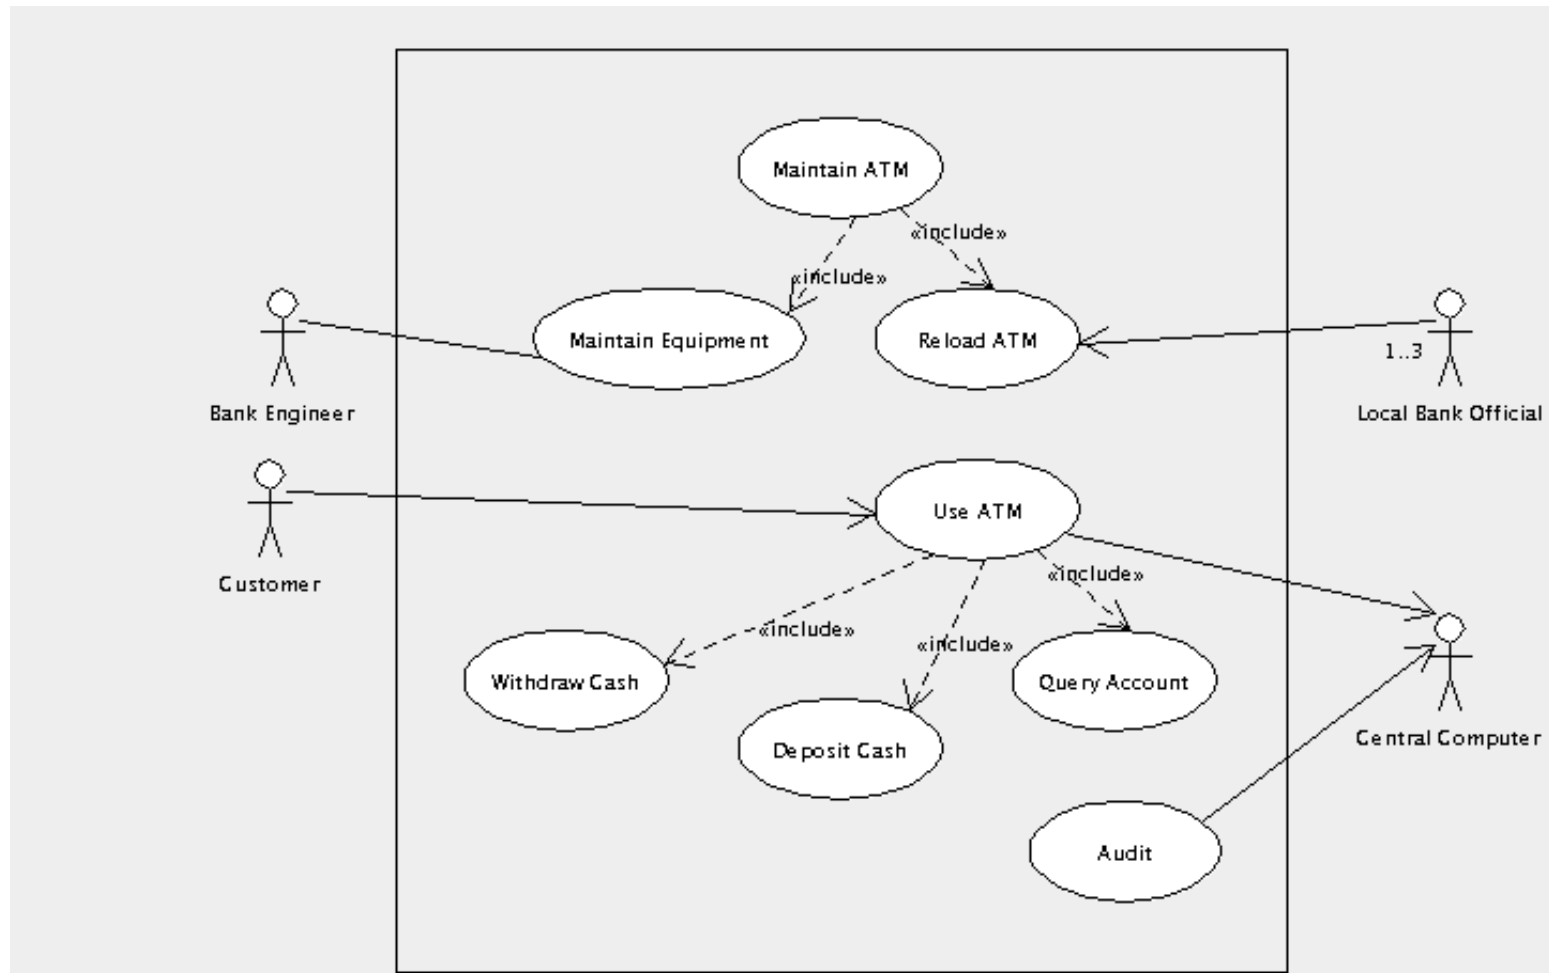 Maintain ATM
«include»
«include»
Maintain Equipment
Reload ATM
1..3
Bank Engineer
Local Bank Official
Use ATM
Customer
«include»
«include»
«include»
Withdraw Cash
Query Account
Deposit Cash
Central Computer
Audit